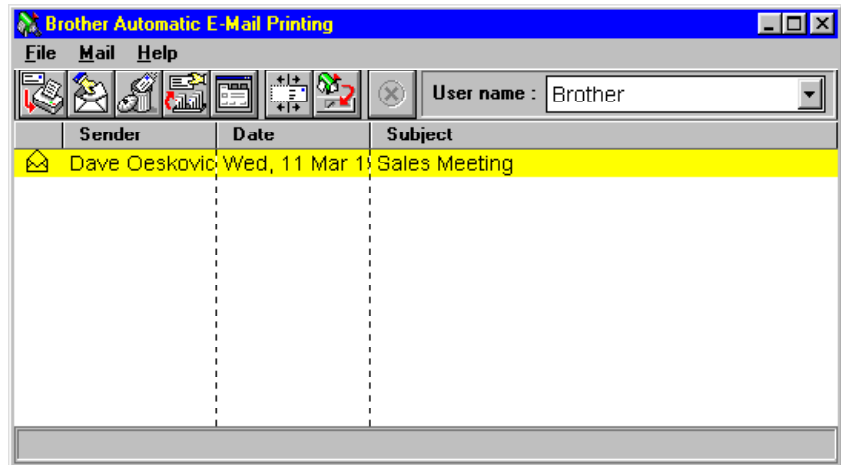 Brother Automatic E-Mail Printing
File Mail Help
User name : Brother
Sender Date Subject
Dave Oeskovic Wed, 11 Mar 19 Sales Meeting